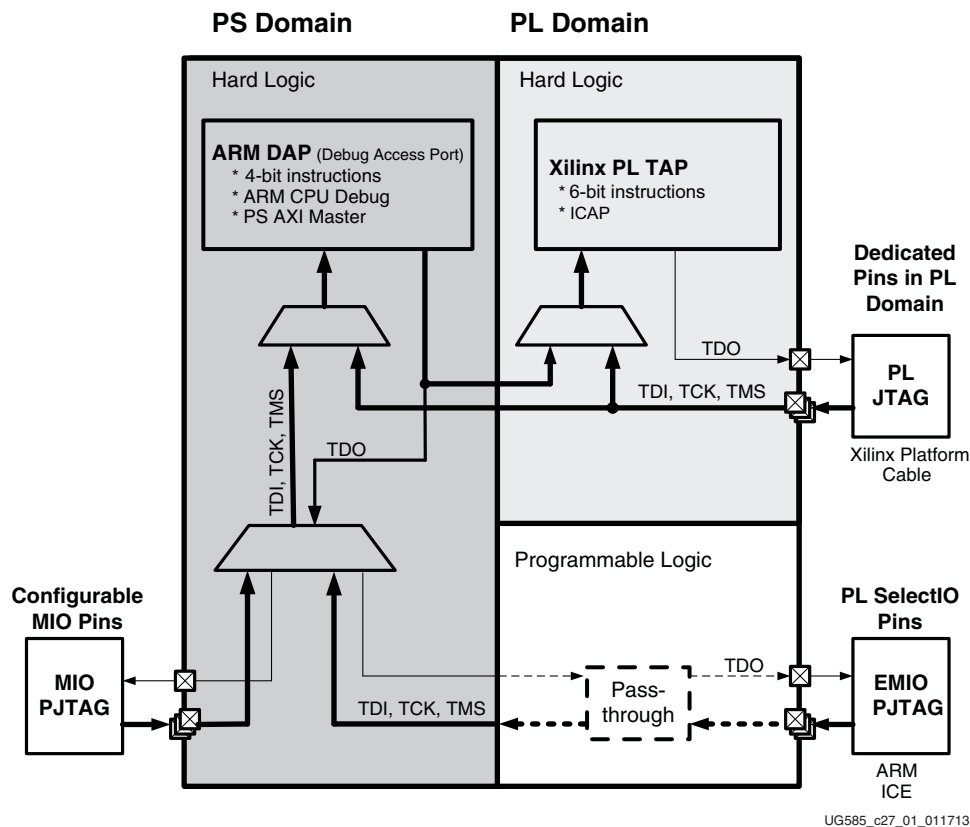 PS Domain
PL Domain
Hard Logic
Hard Logic
ARM DAP (Debug Access Port)
* 4-bit instructions
* ARM CPU Debug
* PS AXI Master
Xilinx PL TAP
* 6-bit instructions
* ICAP
Dedicated
Pins in PL
Domain
TDO
TDI, TCK, TMS
PL
JTAG
Xilinx Platform
Cable
TDI, TCK, TMS
TDO
Programmable Logic
Configurable
MIO Pins
MIO
PJTAG
TDI, TCK, TMS
Pass-
through
TDO
PL SelectIO
Pins
EMIO
PJTAG
ARM
ICE
UG585_c27_01_011713